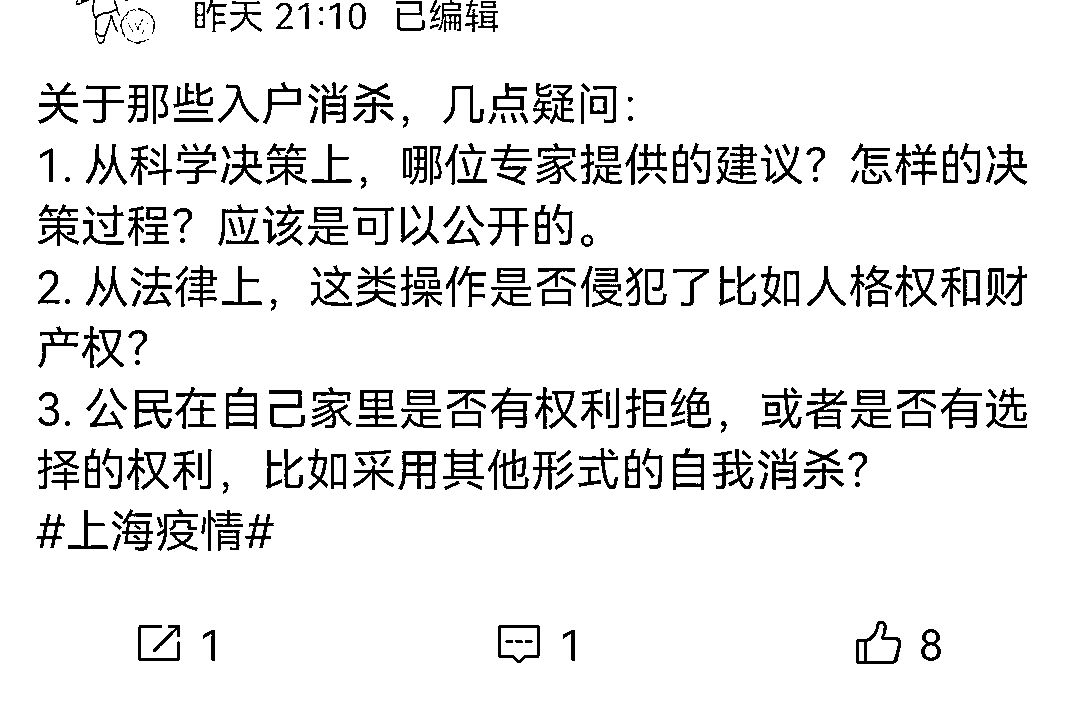 昨天 21:10 已编辑
关于那些入户消杀，几点疑问：
1. 从科学决策上，哪位专家提供的建议？怎样的决
策过程？应该是可以公开的。
2. 从法律上，这类操作是否侵犯了比如人格权和财
产权？
3. 公民在自己家里是否有权利拒绝，或者是否有选
择的权利，比如采用其他形式的自我消杀？
#上海疫情#
1 1 8